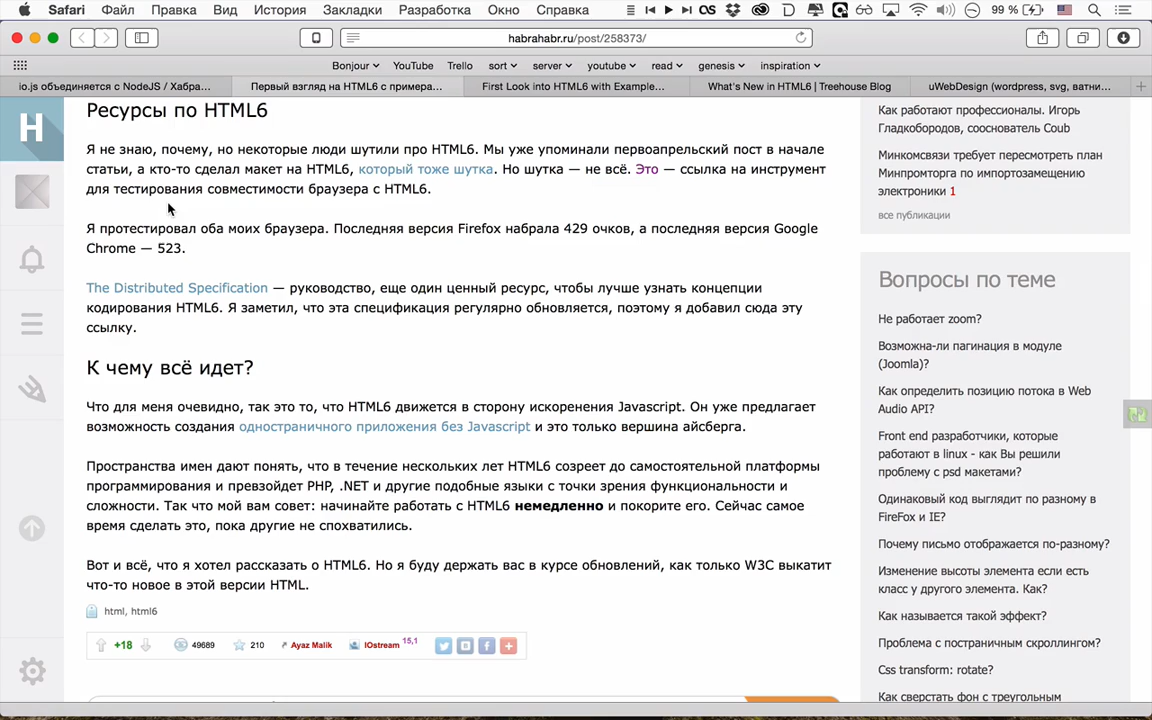 Safari Файл Правка Вид История Закладки Разработка Окно Справка 99 %
habrahabr.ru/post/258373/
Bonjour YouTube Trello sort server youtube read genesis inspiration
io.js объединяется с NodeJS / Хабра... Первый взгляд на HTML6 с примера... First Look into HTML6 with Example... What's New in HTML5 | Treehouse Blog uWebDesign (wordpress, svg, ватни...
H
Ресурсы по HTML6
Я не знаю, почему, но некоторые люди шутили про HTML6. Мы уже упоминали первоапрельский пост в начале
статьи, а кто-то сделал макет на HTML6, который тоже шутка. Но шутка — не всё. Это — ссылка на инструмент
для тестирования совместимости браузера с HTML6.
Я протестировал оба моих браузера. Последняя версия Firefox набрала 429 очков, а последняя версия Google
Chrome — 523.
The Distributed Specification — руководство, еще один ценный ресурс, чтобы лучше узнать концепции
кодирования HTML6. Я заметил, что эта спецификация регулярно обновляется, поэтому я добавил сюда эту
ссылку.
К чему всё идет?
Что для меня очевидно, так это то, что HTML6 движется в сторону искоренения Javascript. Он уже предлагает
возможность создания одностраничного приложения без Javascript и это только вершина айсберга.
Пространства имен дают понять, что в течение нескольких лет HTML6 созреет до самостоятельной платформы
программирования и превзойдет PHP, .NET и другие подобные языки с точки зрения функциональности и
сложности. Так что мой вам совет: начинайте работать с HTML6 немедленно и покорите его. Сейчас самое
время сделать это, пока другие не спохватились.
Вот и всё, что я хотел рассказать о HTML6. Но я буду держать вас в курсе обновлений, как только W3C выкатит
что-то новое в этой версии HTML.
html, html6
+18 49689 210 Ayaz Malik IOstream 15,1
Как работают профессионалы. Игорь
Гладкобородов, сооснователь Coub
Минкомсвязи требует пересмотреть план
Минпромторга по импортозамещению
электроники 1
все публикации
Вопросы по теме
Не работает zoom?
Возможна-ли пагинация в модуле
(Joomla)?
Как определить позицию потока в Web
Audio API?
Front end разработчики, которые
работают в linux - как Вы решили
проблему с psd макетами?
Одинаковый код выглядит по разному в
FireFox и IE?
Почему письмо отображается по-разному?
Изменение высоты элемента если есть
класс у другого элемента. Как?
Как называется такой эффект?
Проблема с постраничным скроллингом?
Css transform: rotate?
Как сверстать фон с треугольным